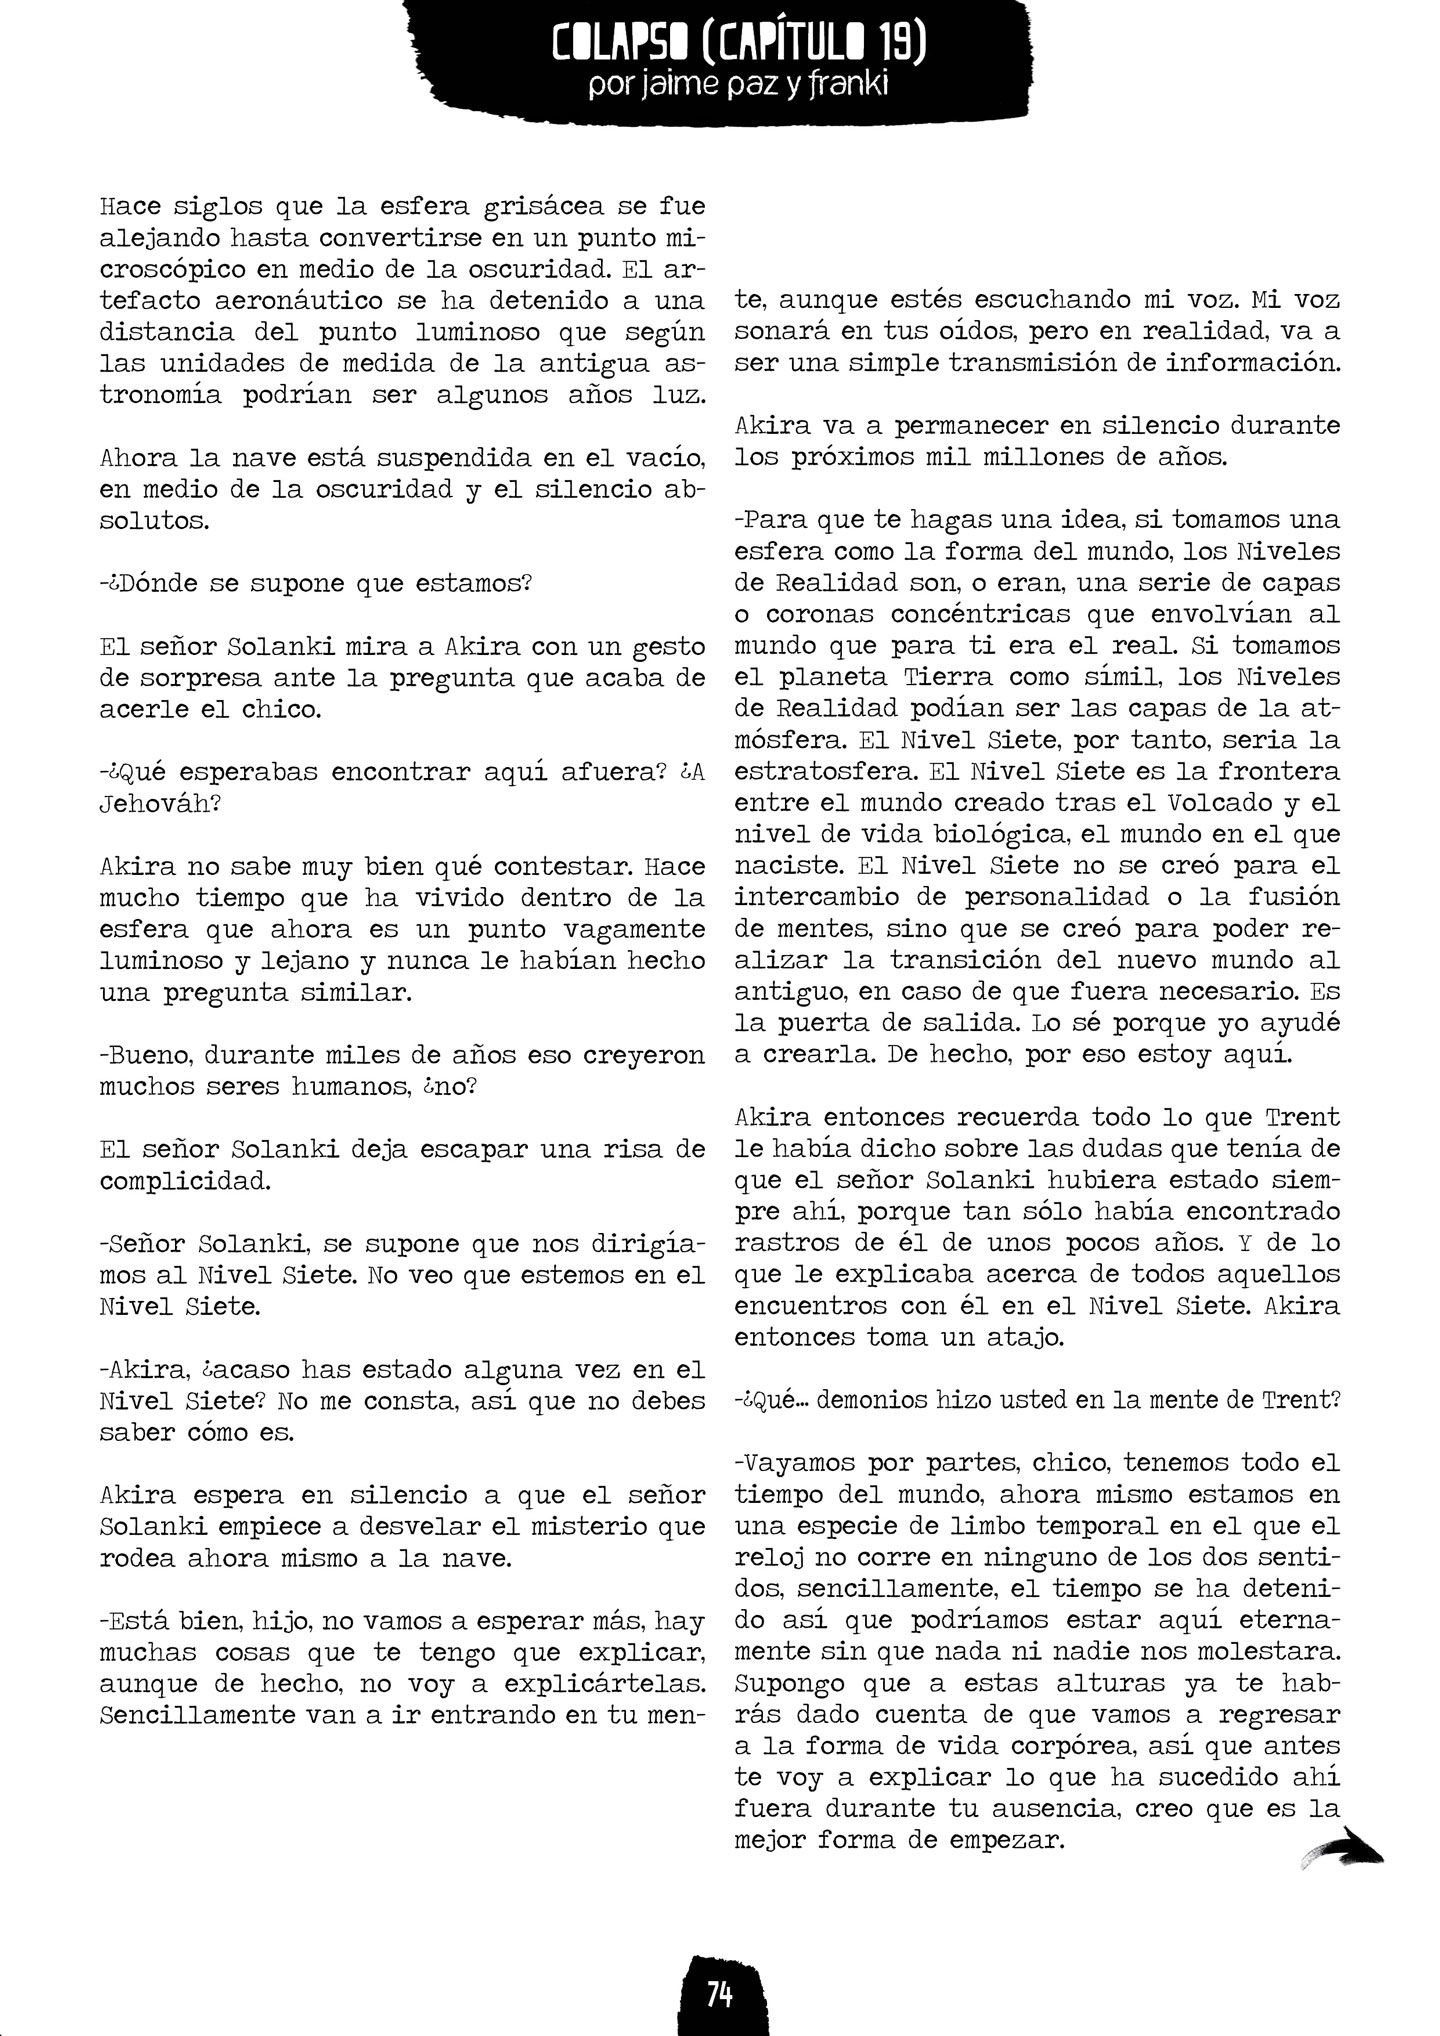 COLAPSO (CAPÍTULO 19)
por jaime paz y franki
Hace siglos que la esfera grisácea se fue
alejando hasta convertirse en un punto mi-
croscópico en medio de la oscuridad. El ar-
tefacto aeronáutico se ha detenido a una
distancia del punto luminoso que según
las unidades de medida de la antigua as-
tronomía podrían ser algunos años luz.
Ahora la nave está suspendida en el vacío,
en medio de la oscuridad y el silencio ab-
solutos.
-¿Dónde se supone que estamos?
El señor Solanki mira a Akira con un gesto
de sorpresa ante la pregunta que acaba de
acerle el chico.
-¿Qué esperabas encontrar aquí afuera? ¿A
Jehováh?
Akira no sabe muy bien qué contestar. Hace
mucho tiempo que ha vivido dentro de la
esfera que ahora es un punto vagamente
luminoso y lejano y nunca le habían hecho
una pregunta similar.
-Bueno, durante miles de años eso creyeron
muchos seres humanos, ¿no?
El señor Solanki deja escapar una risa de
complicidad.
-Señor Solanki, se supone que nos dirigía-
mos al Nivel Siete. No veo que estemos en el
Nivel Siete.
-Akira, ¿acaso has estado alguna vez en el
Nivel Siete? No me consta, así que no debes
saber cómo es.
Akira espera en silencio a que el señor
Solanki empiece a desvelar el misterio que
rodea ahora mismo a la nave.
-Está bien, hijo, no vamos a esperar más, hay
muchas cosas que te tengo que explicar,
aunque de hecho, no voy a explicártelas.
Sencillamente van a ir entrando en tu men-
te, aunque estés escuchando mi voz. Mi voz
sonará en tus oídos, pero en realidad, va a
ser una simple transmisión de información.
Akira va a permanecer en silencio durante
los próximos mil millones de años.
-Para que te hagas una idea, si tomamos una
esfera como la forma del mundo, los Niveles
de Realidad son, o eran, una serie de capas
o coronas concéntricas que envolvían al
mundo que para ti era el real. Si tomamos
el planeta Tierra como símil, los Niveles
de Realidad podían ser las capas de la at-
mósfera. El Nivel Siete, por tanto, seria la
estratosfera. El Nivel Siete es la frontera
entre el mundo creado tras el Volcado y el
nivel de vida biológica, el mundo en el que
naciste. El Nivel Siete no se creó para el
intercambio de personalidad o la fusión
de mentes, sino que se creó para poder re-
alizar la transición del nuevo mundo al
antiguo, en caso de que fuera necesario. Es
la puerta de salida. Lo sé porque yo ayudé
a crearla. De hecho, por eso estoy aquí.
Akira entonces recuerda todo lo que Trent
le había dicho sobre las dudas que tenía de
que el señor Solanki hubiera estado siem-
pre ahí, porque tan sólo había encontrado
rastros de él de unos pocos años. Y de lo
que le explicaba acerca de todos aquellos
encuentros con él en el Nivel Siete. Akira
entonces toma un atajo.
-¿Qué... demonios hizo usted en la mente de Trent?
-Vayamos por partes, chico, tenemos todo el
tiempo del mundo, ahora mismo estamos en
una especie de limbo temporal en el que el
reloj no corre en ninguno de los dos senti-
dos, sencillamente, el tiempo se ha deteni-
do así que podríamos estar aquí eterna-
mente sin que nada ni nadie nos molestara.
Supongo que a estas alturas ya te hab-
rás dado cuenta de que vamos a regresar
a la forma de vida corpórea, así que antes
te voy a explicar lo que ha sucedido ahí
fuera durante tu ausencia, creo que es la
mejor forma de empezar.
74